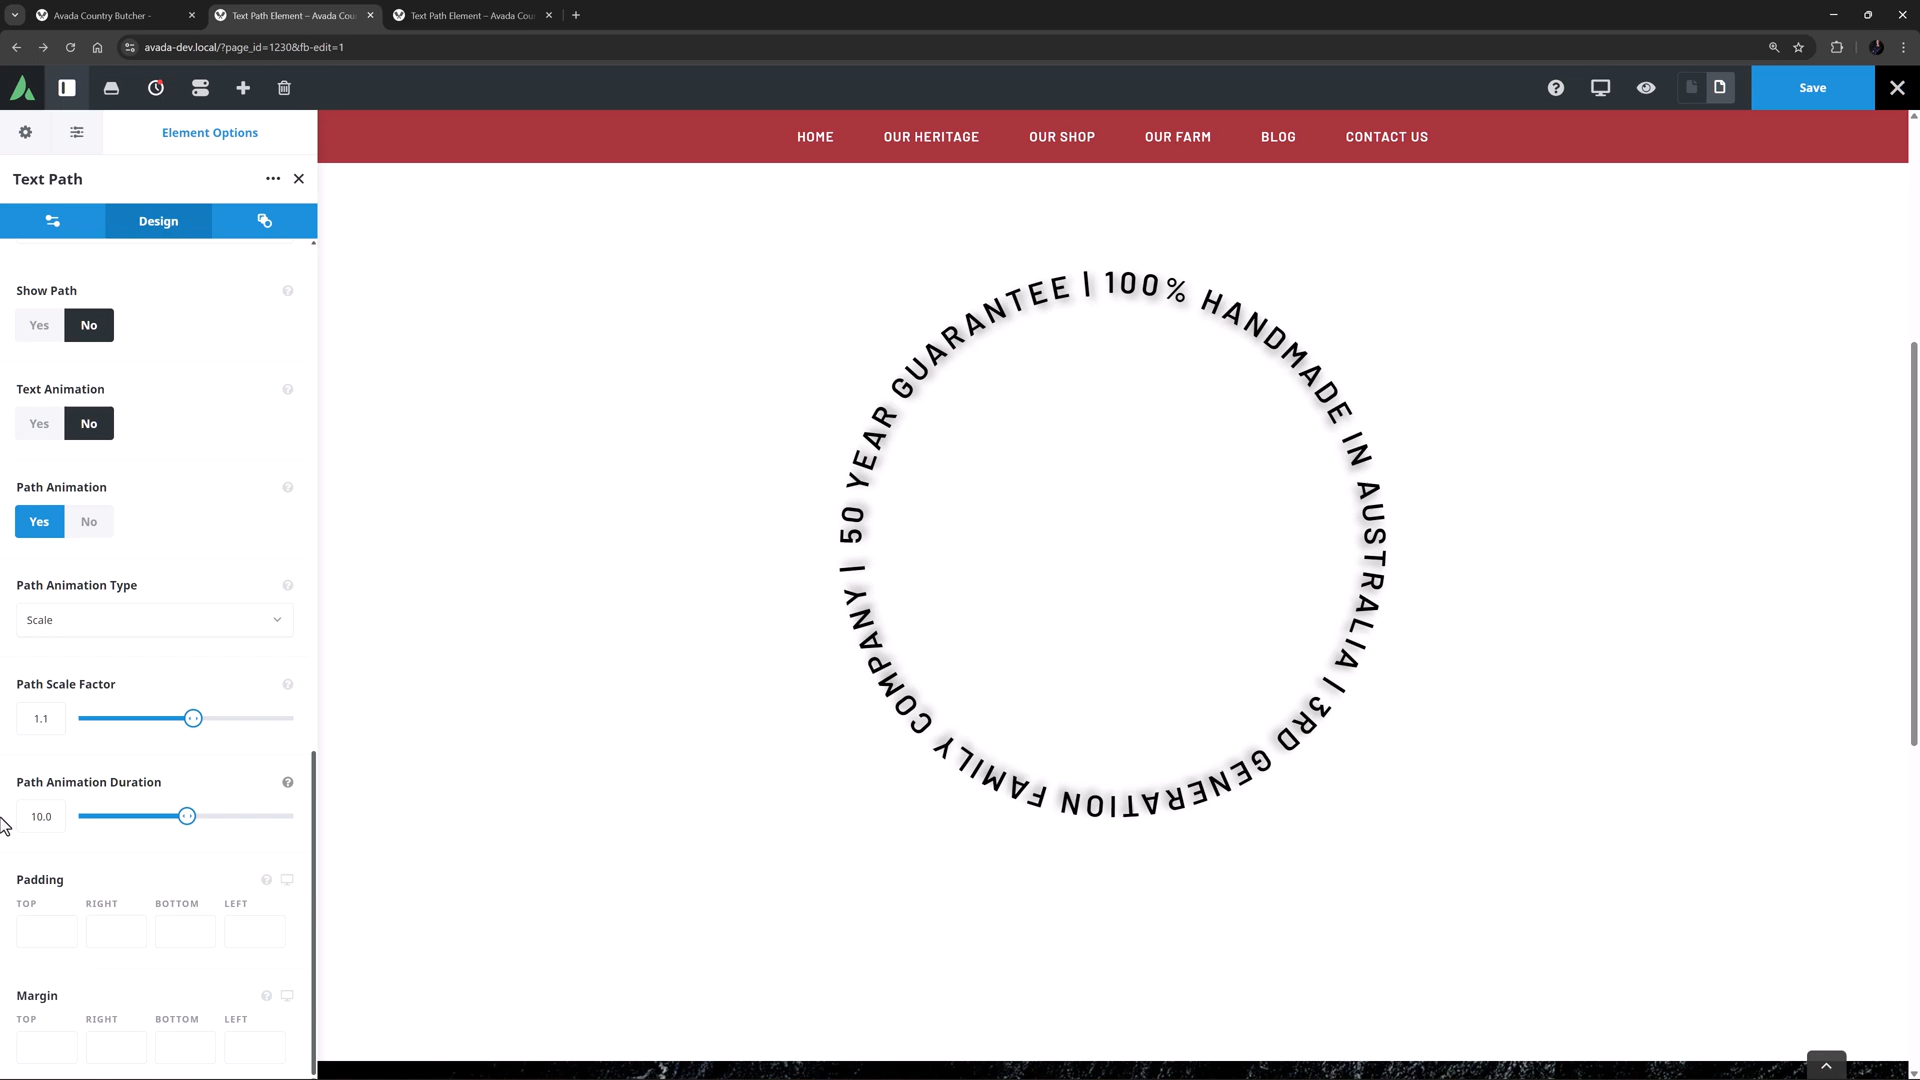 Avada Country Butcher -
Text Path Element – Avada Cou
Text Path Element – Avada Cou
avada-dev.local/?page_id=1230&fb-edit=1
Save
Element Options
HOME OUR HERITAGE OUR SHOP OUR FARM BLOG CONTACT US
Text Path
Design
Show Path
Yes No
Text Animation
Yes No
Path Animation
Yes No
Path Animation Type
Scale
Path Scale Factor
1.1
Path Animation Duration
10.0
Padding
TOP RIGHT BOTTOM LEFT
Margin
TOP RIGHT BOTTOM LEFT
100% HANDMADE IN AUSTRALIA | 3RD GENERATION FAMILY COMPANY | 50 YEAR GUARANTEE |